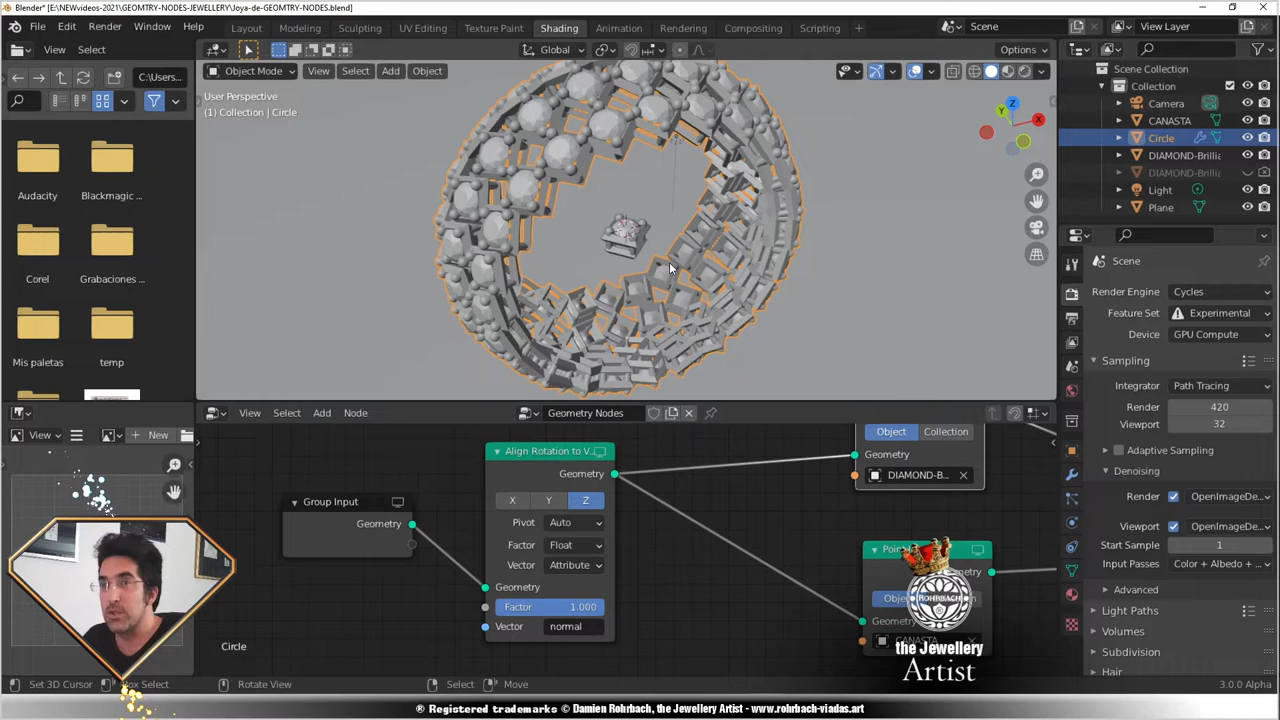 Blender* [E:\NEWvideos-2021\GEOMTRY-NODES-JEWELLERY\Joya-de-GEOMTRY-NODES.blend]
File Edit Render Window Help
Layout Modeling Sculpting UV Editing Texture Paint Shading Animation Rendering Compositing Scripting
Scene
View Layer
View Select
Global
Options
C:\Users...
Object Mode View Select Add Object
User Perspective
(1) Collection | Circle
Z
Y
X
Scene Collection
Collection
Camera
CANASTA
Circle
DIAMOND-Brillia
DIAMOND-Brillia
Light
Plane
Audacity
Blackmagic ...
Corel
Grabaciones ...
Mis paletas
temp
Scene
Render Engine Cycles
Feature Set Experimental
Device GPU Compute
Sampling
Integrator Path Tracing
Render 420
Viewport 32
Adaptive Sampling
Denoising
Render OpenImageDe...
Viewport OpenImageDe...
Start Sample 1
Input Passes Color + Albedo + ...
Advanced
Light Paths
Volumes
Subdivision
Hair
View New
View Select Add Node
Geometry Nodes
Group Input
Geometry
Align Rotation to V...
Geometry
X Y Z
Pivot Auto
Factor Float
Vector Attribute
Geometry
Factor 1.000
Vector normal
Object Collection
Geometry
DIAMOND-B...
CANASTA
ROHRBACH
the Jewellery
Artist
Circle
Set 3D Cursor Box Select Rotate View Select Move
3.0.0 Alpha
® Registered trademarks © Damien Rohrbach, the Jewellery Artist - www.rohrbach-viadas.art